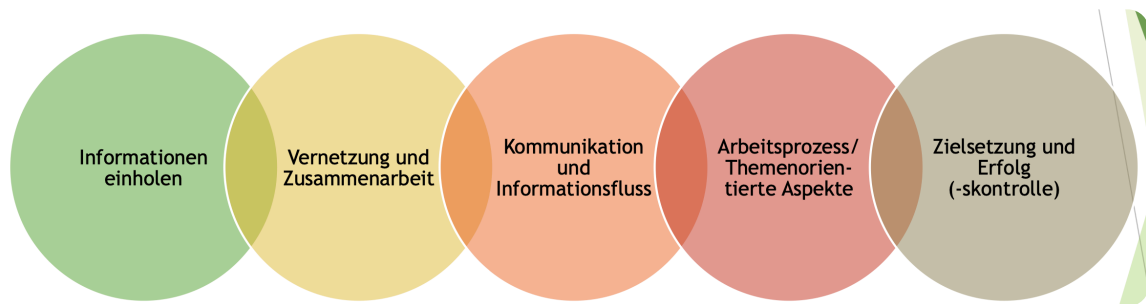 Informationen
einholen
Vernetzung und
Zusammenarbeit
Kommunikation
und
Informationsfluss
Arbeitsprozess/
Themenorien-
tierte Aspekte
Zielsetzung und
Erfolg
(-skontrolle)